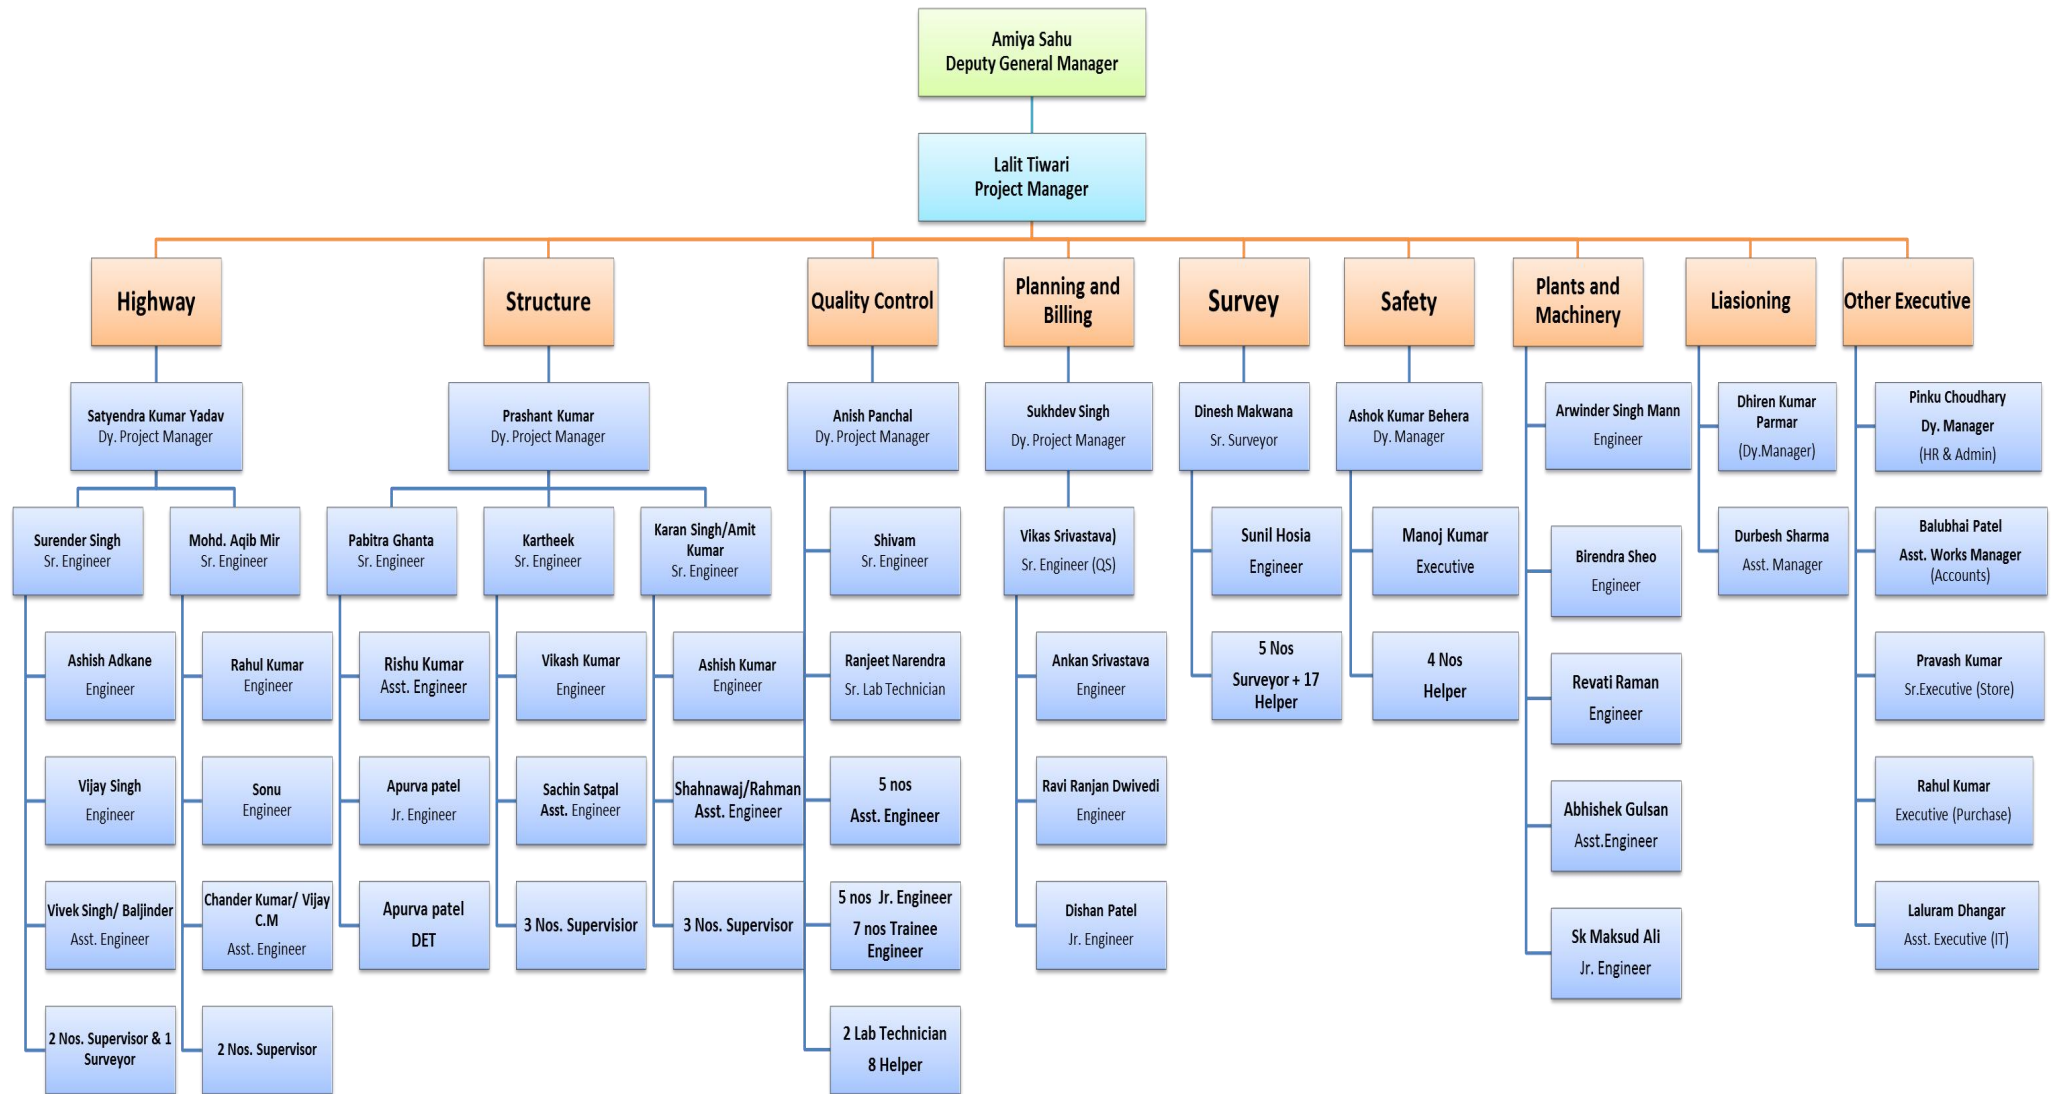 Amiya Sahu
Deputy General Manager
Lalit Tiwari
Project Manager
Highway
Structure
Quality Control
Planning and
Billing
Survey
Safety
Plants and
Machinery
Liasioning
Other Executive
Satyendra Kumar Yadav
Dy. Project Manager
Surender Singh
Sr. Engineer
Ashish Adkane
Engineer
Vijay Singh
Engineer
Vivek Singh/ Baljinder
Asst. Engineer
2 Nos. Supervisor & 1
Surveyor
Mohd. Aqib Mir
Sr. Engineer
Rahul Kumar
Engineer
Sonu
Engineer
Chander Kumar/ Vijay
C.M
Asst. Engineer
2 Nos. Supervisor
Prashant Kumar
Dy. Project Manager
Pabitra Ghanta
Sr. Engineer
Rishu Kumar
Asst. Engineer
Apurva patel
Jr. Engineer
Apurva patel
DET
Kartheek
Sr. Engineer
Vikash Kumar
Engineer
Sachin Satpal
Asst. Engineer
3 Nos. Supervisior
Karan Singh/Amit
Kumar
Sr. Engineer
Ashish Kumar
Engineer
Shahnawaj/Rahman
Asst. Engineer
3 Nos. Supervisor
Anish Panchal
Dy. Project Manager
Shivam
Sr. Engineer
Ranjeet Narendra
Sr. Lab Technician
5 nos
Asst. Engineer
5 nos Jr. Engineer
7 nos Trainee
Engineer
2 Lab Technician
8 Helper
Sukhdev Singh
Dy. Project Manager
Vikas Srivastava)
Sr. Engineer (QS)
Ankan Srivastava
Engineer
Ravi Ranjan Dwivedi
Engineer
Dishan Patel
Jr. Engineer
Dinesh Makwana
Sr. Surveyor
Sunil Hosia
Engineer
5 Nos
Surveyor + 17
Helper
Ashok Kumar Behera
Dy. Manager
Manoj Kumar
Executive
4 Nos
Helper
Arwinder Singh Mann
Engineer
Birendra Sheo
Engineer
Revati Raman
Engineer
Abhishek Gulsan
Asst.Engineer
Sk Maksud Ali
Jr. Engineer
Dhiren Kumar
Parmar
(Dy.Manager)
Durbesh Sharma
Asst. Manager
Pinku Choudhary
Dy. Manager
(HR & Admin)
Balubhai Patel
Asst. Works Manager
(Accounts)
Pravash Kumar
Sr.Executive (Store)
Rahul Kumar
Executive (Purchase)
Laluram Dhangar
Asst. Executive (IT)